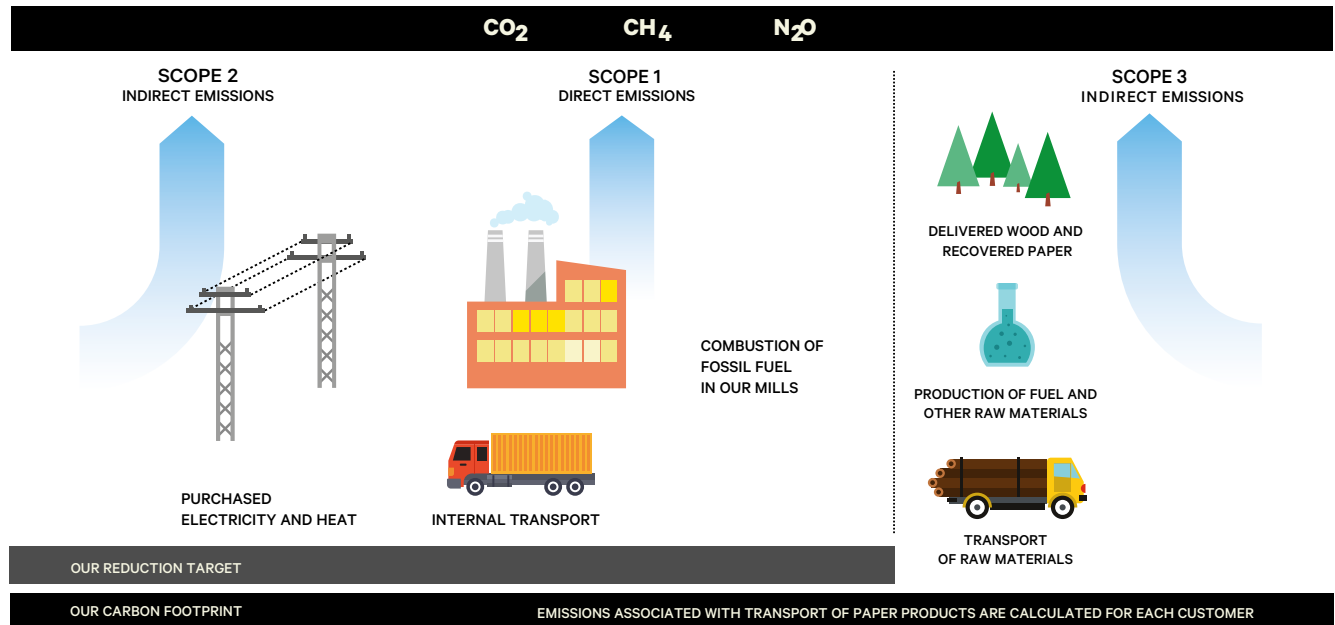 CO2 CH4 N2O
SCOPE 2
INDIRECT EMISSIONS
SCOPE 1
DIRECT EMISSIONS
SCOPE 3
INDIRECT EMISSIONS
PURCHASED
ELECTRICITY AND HEAT
COMBUSTION OF
FOSSIL FUEL
IN OUR MILLS
INTERNAL TRANSPORT
DELIVERED WOOD AND
RECOVERED PAPER
PRODUCTION OF FUEL AND
OTHER RAW MATERIALS
TRANSPORT
OF RAW MATERIALS
OUR REDUCTION TARGET
OUR CARBON FOOTPRINT
EMISSIONS ASSOCIATED WITH TRANSPORT OF PAPER PRODUCTS ARE CALCULATED FOR EACH CUSTOMER